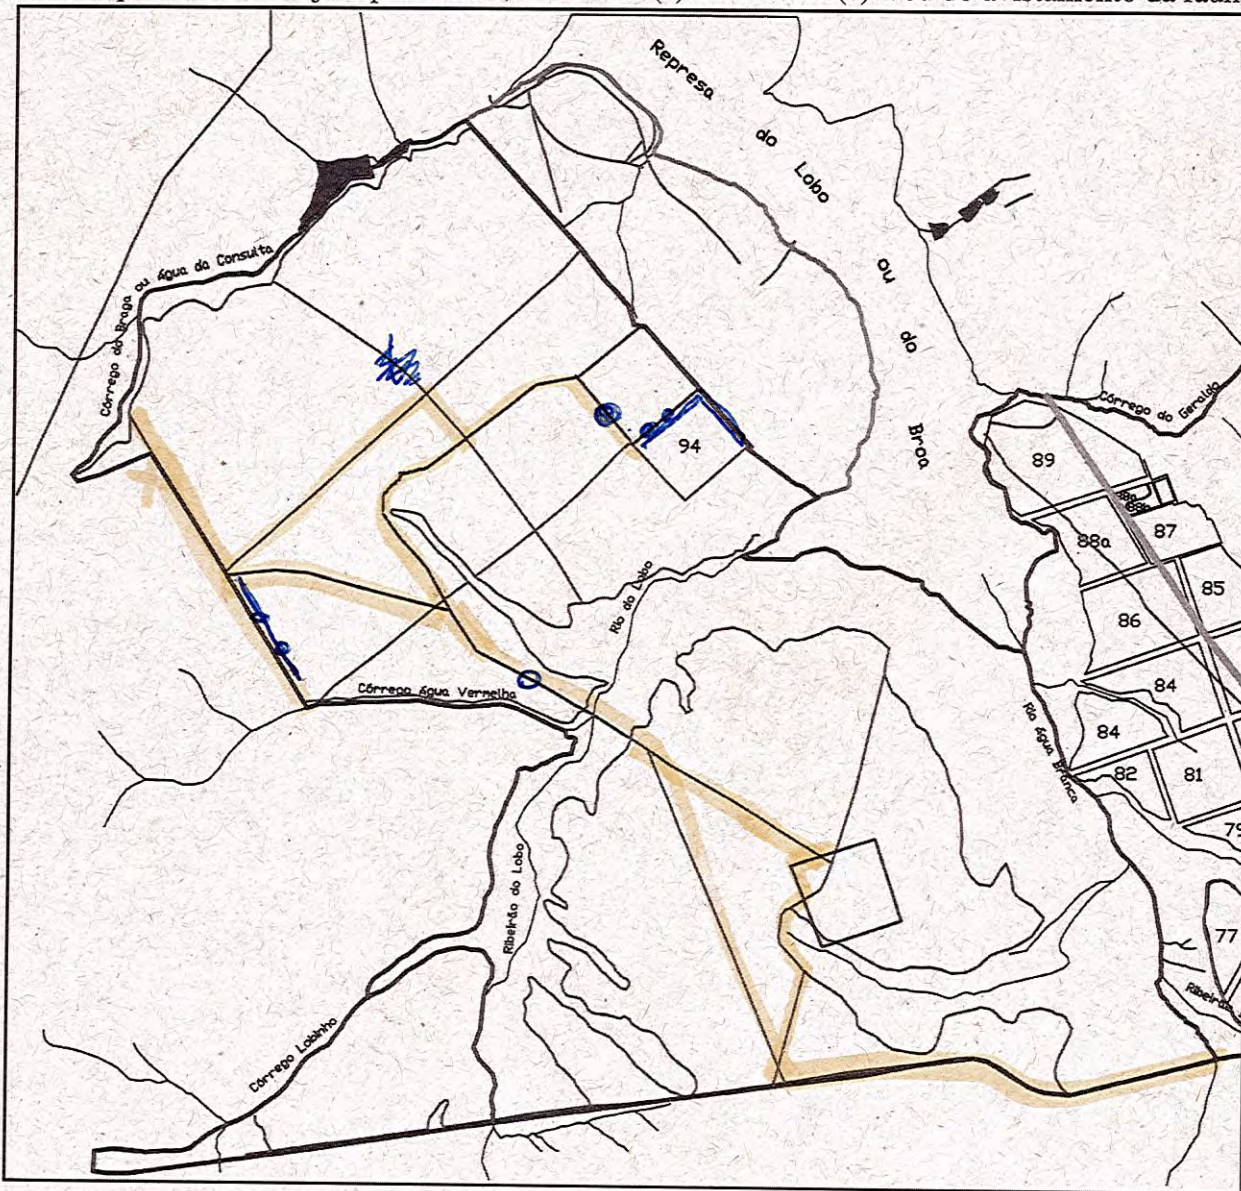 Represa do Lobo ou do Broa
Córrego do Braga ou Água da Consulta
Córrego do Geraldo
94
89
88a
87
85
86
84
84
82
81
79
77
Rio do Lobo
Córrego Água Vermelha
Rio Água Branca
Ribeirão do Lobo
Córrego Lobinho